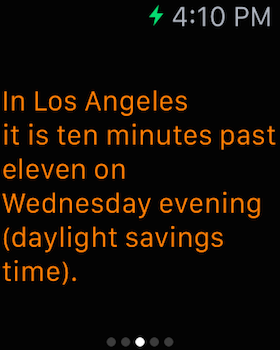 4:10 PM
In Los Angeles
it is ten minutes past
eleven on
Wednesday evening
(daylight savings
time).